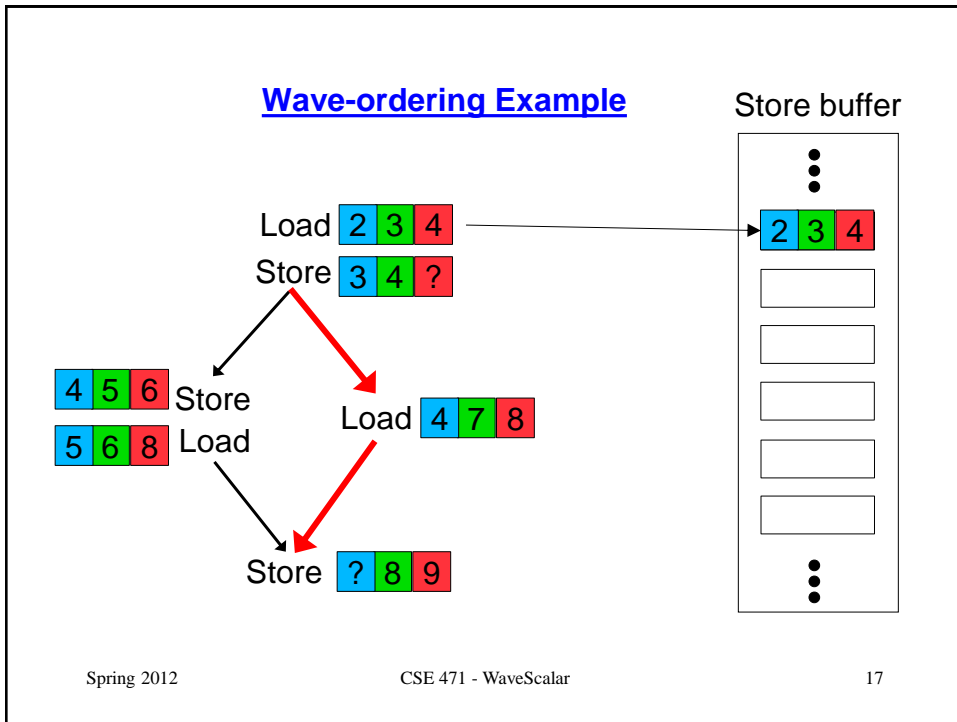 Wave-ordering Example
Store buffer
Load 2 3 4
2 3 4
Store 3 4 ?
4 5 6 Store
Load 4 7 8
5 6 8 Load
Store ? 8 9
Spring 2012
CSE 471 - WaveScalar
17